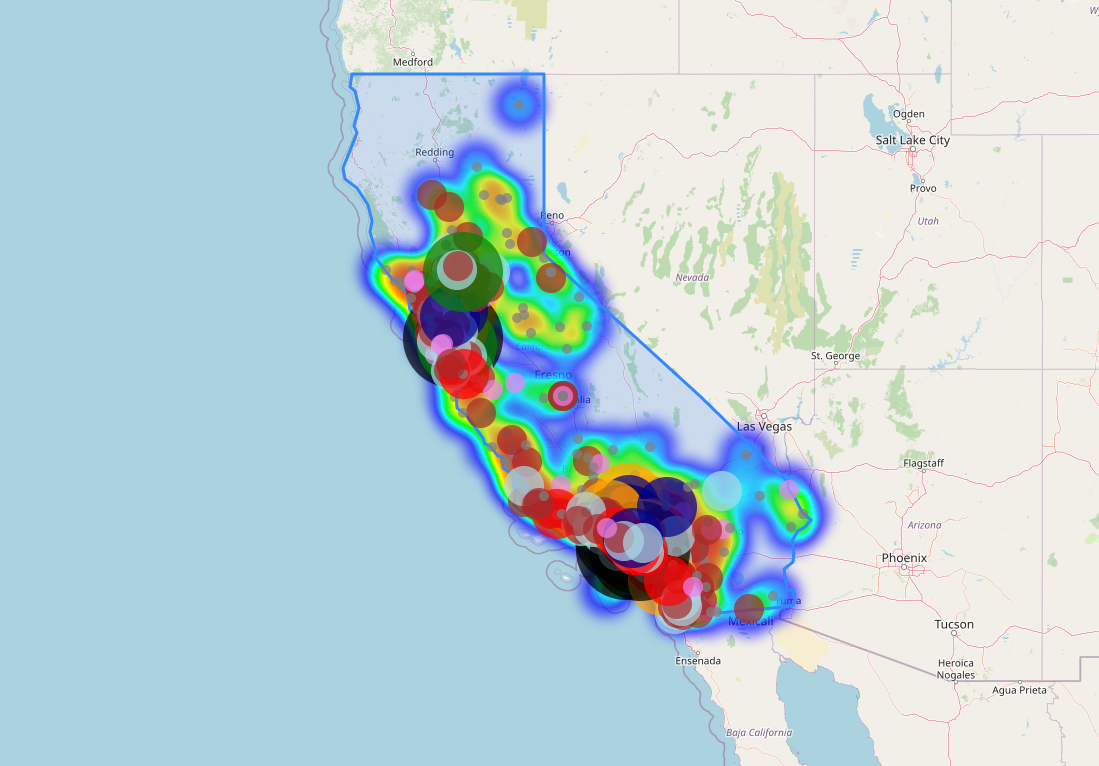 Wy
Medford
Ogden
Salt Lake City
Redding
Provo
Reno
Utah
Nevada
St. George
Fresno
Las Vegas
Flagstaff
Arizona
Phoenix
Mexicali
Tucson
Ensenada
Heroica
Nogales
Agua Prieta
Baja California